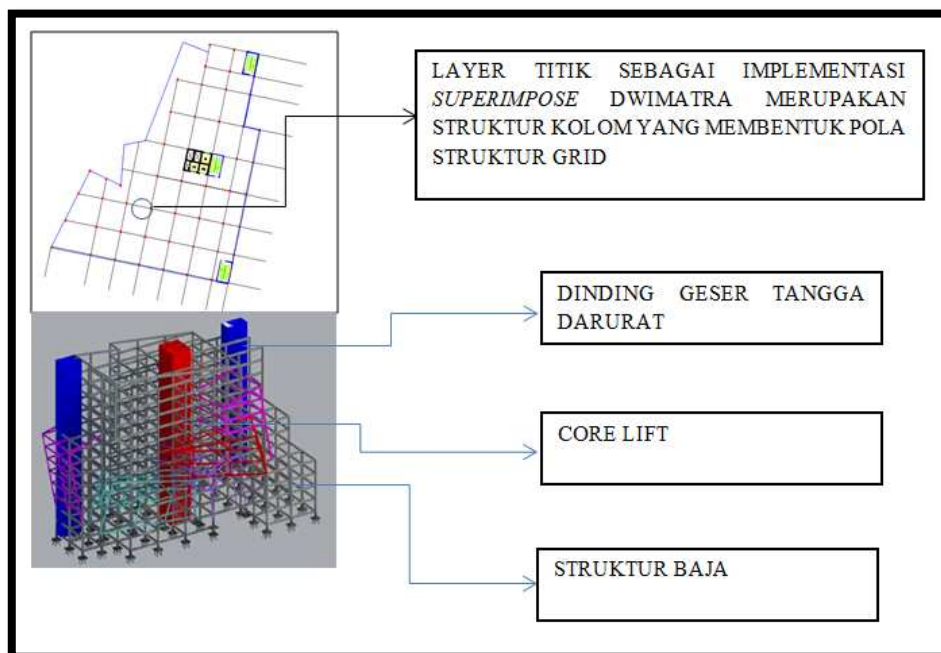 LAYER TITIK SEBAGAI IMPLEMENTASI
SUPERIMPOSE DWIMATRA MERUPAKAN
STRUKTUR KOLOM YANG MEMBENTUK POLA
STRUKTUR GRID
DINDING GESER TANGGA
DARURAT
CORE LIFT
STRUKTUR BAJA